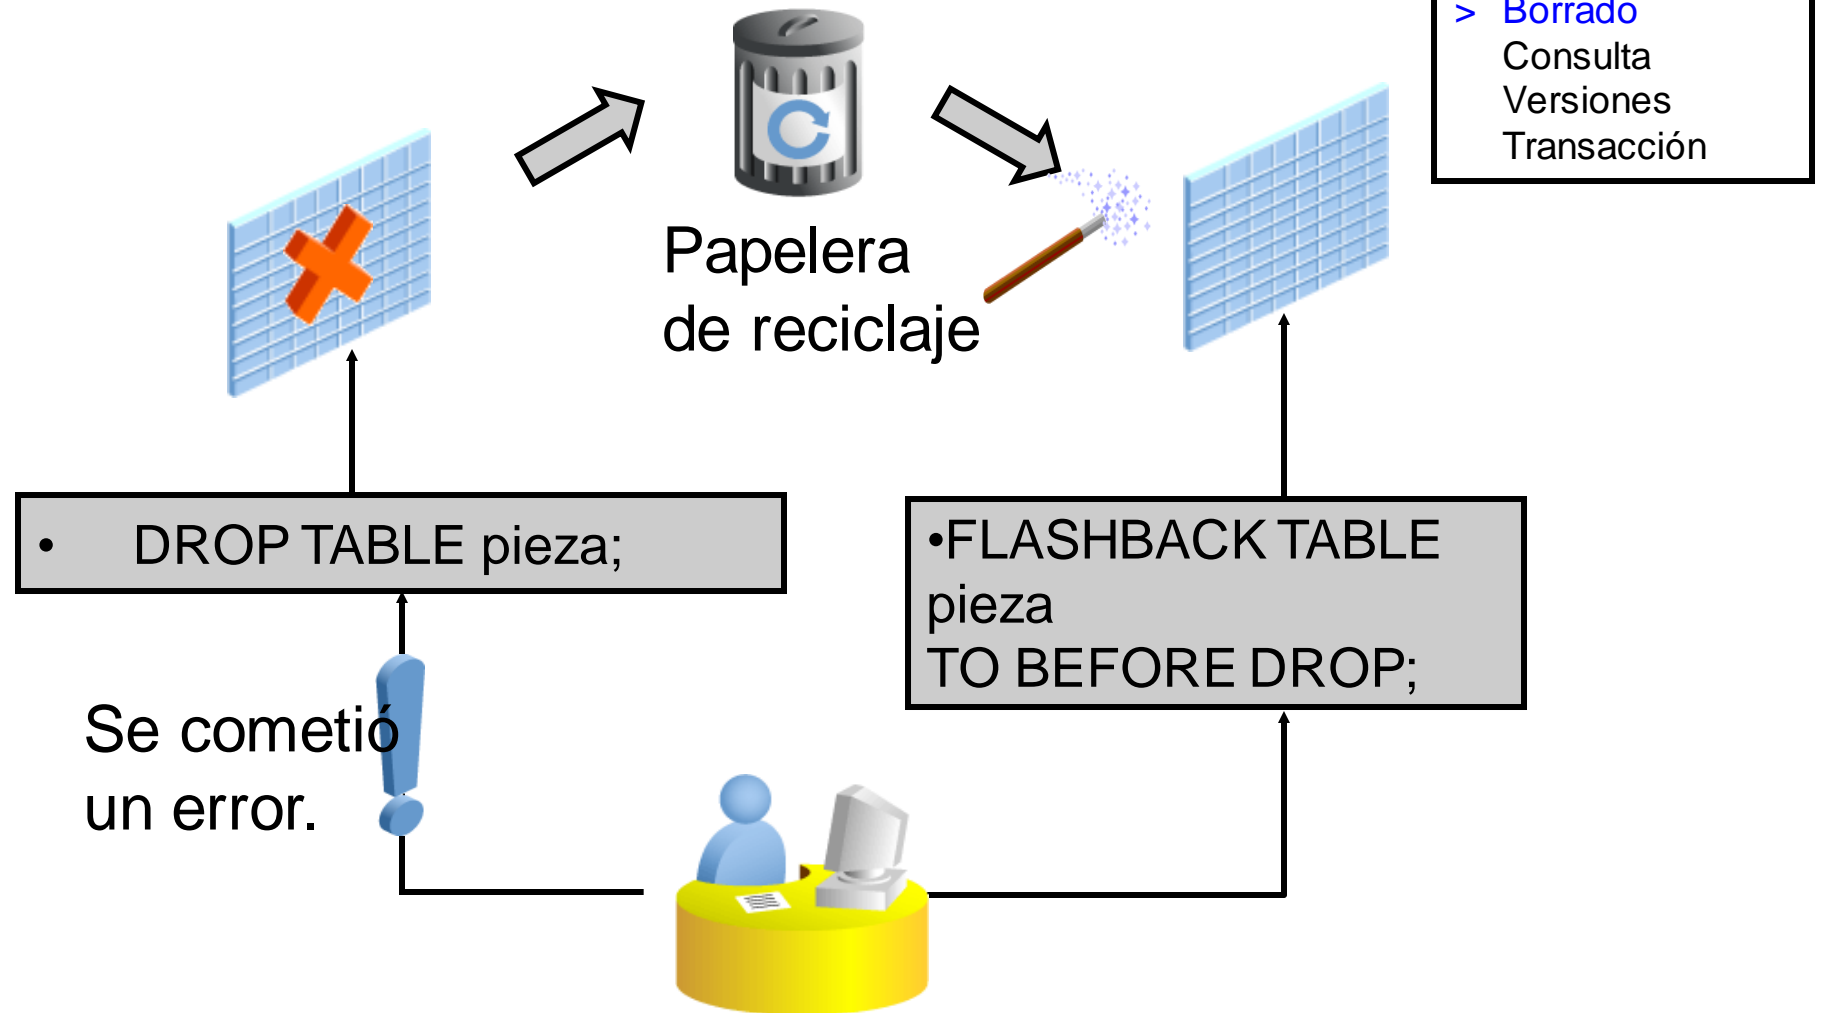 > Borrado
Consulta
Versiones
Transacción
Papelera
de reciclaje
• DROP TABLE pieza;
•FLASHBACK TABLE
pieza
TO BEFORE DROP;
Se cometió
un error.